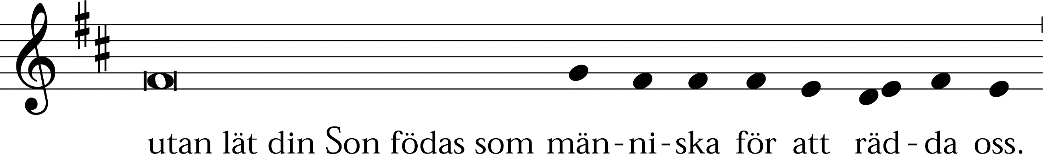 utan lät din Son födas som män-ni-ska för att räd-da oss.